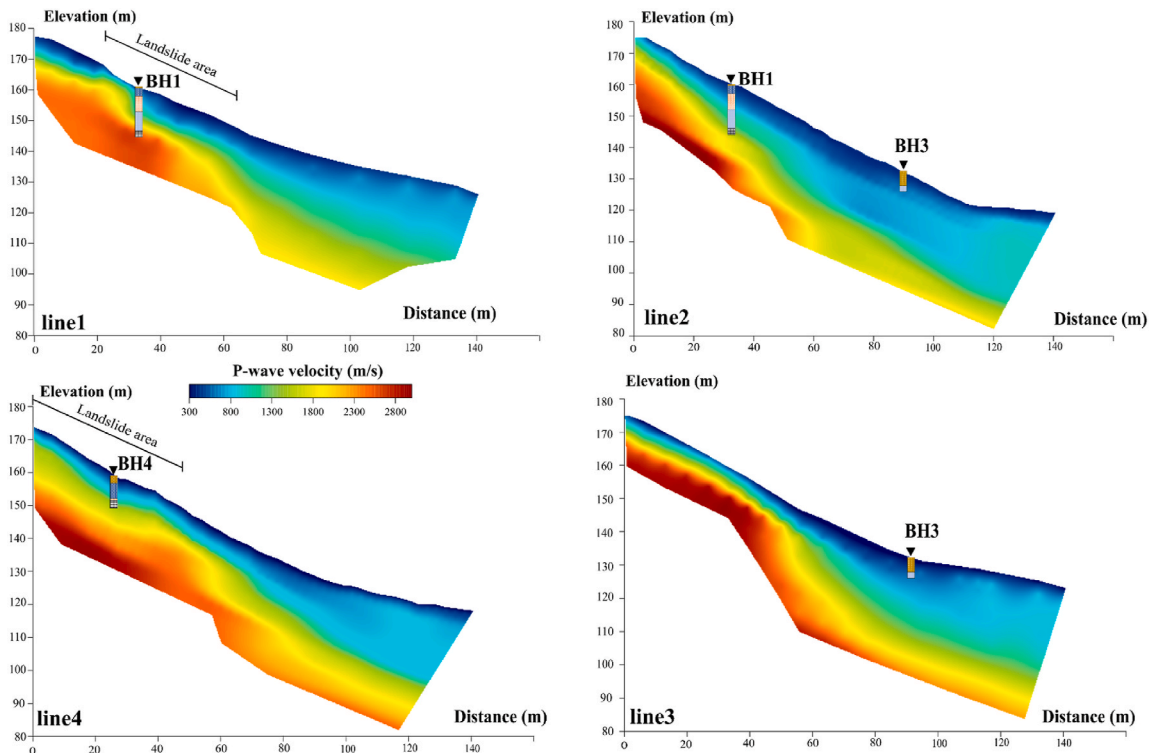 Elevation (m)
180
170
160
150
140
130
120
110
100
90
80
Landslide area
BH1
line1
Distance (m)
0 20 40 60 80 100 120 140
Elevation (m)
180
170
160
150
140
130
120
110
100
90
80
BH1
BH3
line2
Distance (m)
0 20 40 60 80 100 120 140
P-wave velocity (m/s)
300 800 1300 1800 2300 2800
Elevation (m)
180
170
160
150
140
130
120
110
100
90
80
Landslide area
BH4
line4
Distance (m)
0 20 40 60 80 100 120 140
Elevation (m)
180
170
160
150
140
130
120
110
100
90
80
BH3
line3
Distance (m)
0 20 40 60 80 100 120 140